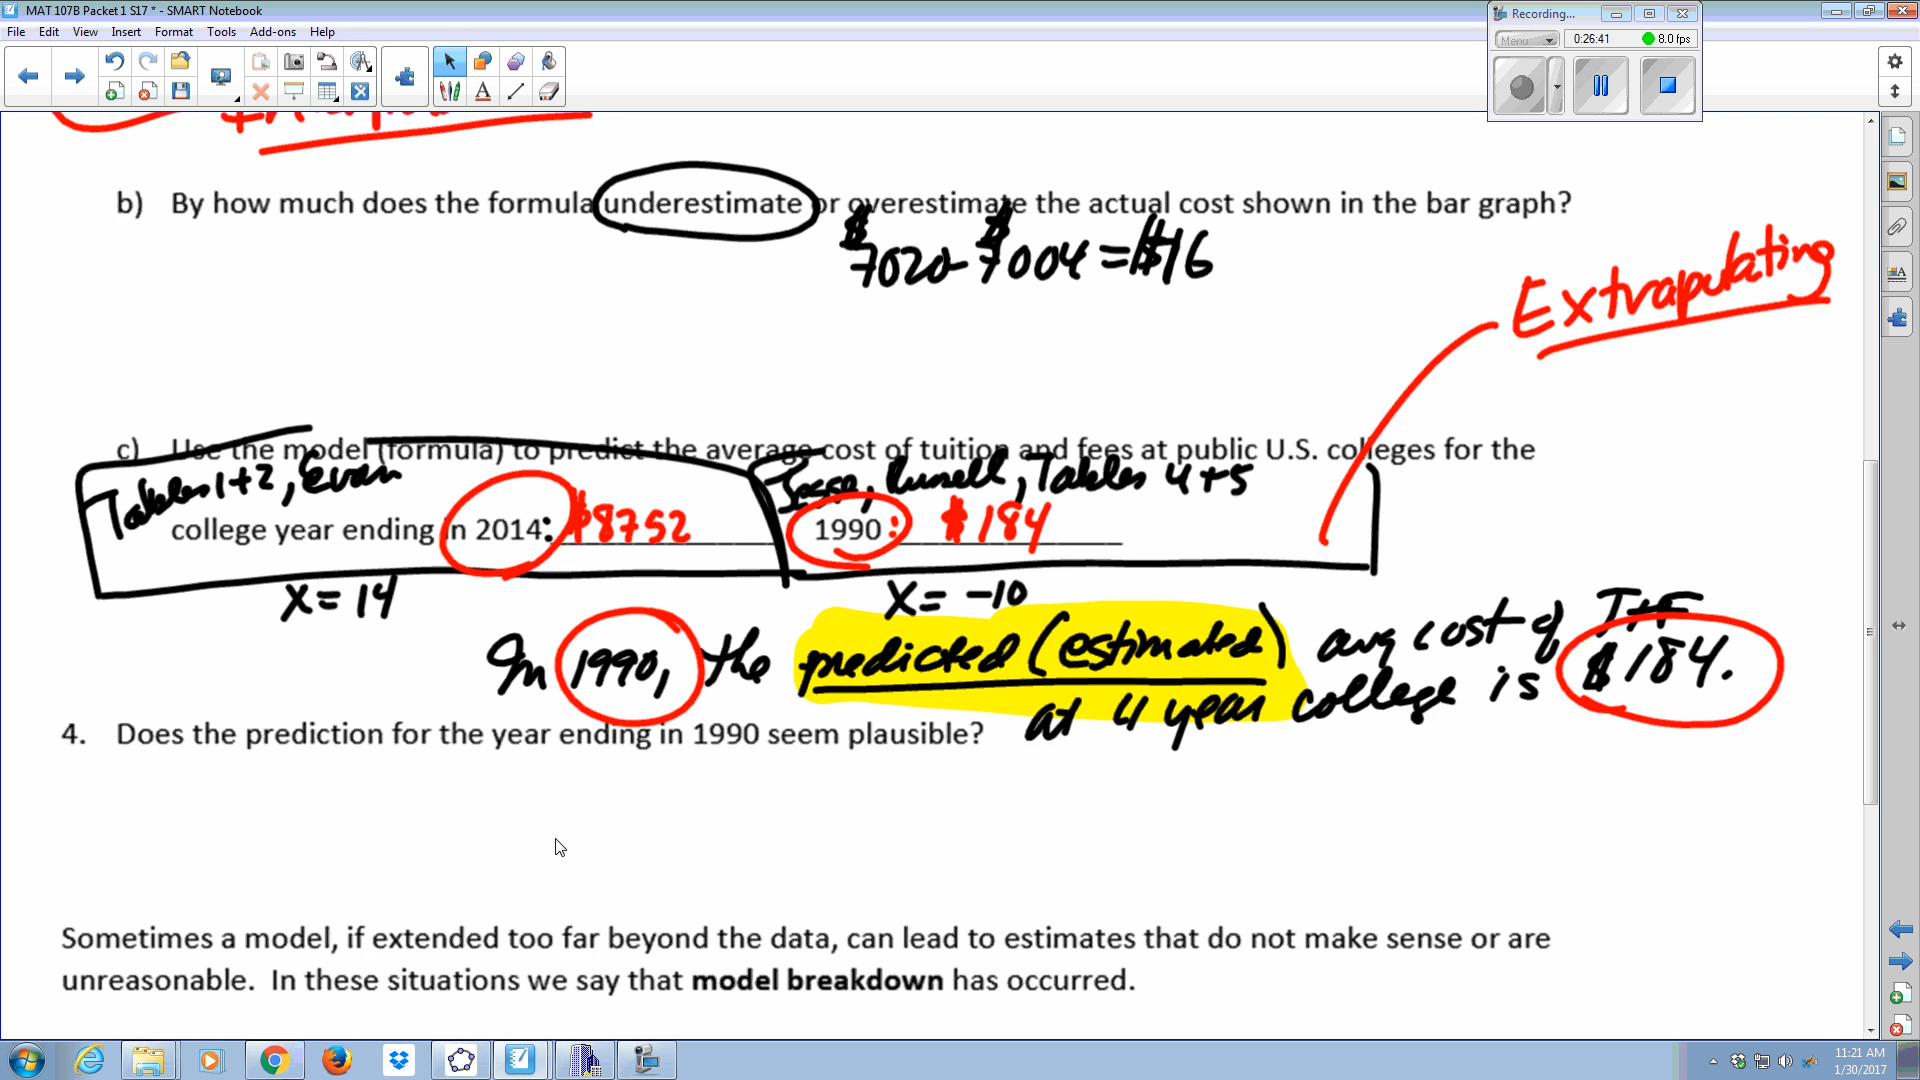 MAT 107B Packet 1 S17 * - SMART Notebook
File Edit View Insert Format Tools Add-ons Help
Recording...
Menu
0:26:41
8.0 fps
b) By how much does the formula underestimate or overestimate the actual cost shown in the bar graph?
$7020 - $7004 = $16
Extrapulating
c) Use the model (formula) to predict the average cost of tuition and fees at public U.S. colleges for the
Tables 1+2, Evan
Jesse, Russell, Tables 4+5
college year ending in 2014: $8752 1990: $184
x = 14
x = -10
In 1990, the predicted (estimated) avg cost of T+F
at 4 year college is $184.
4. Does the prediction for the year ending in 1990 seem plausible?
Sometimes a model, if extended too far beyond the data, can lead to estimates that do not make sense or are
unreasonable. In these situations we say that model breakdown has occurred.
11:21 AM
1/30/2017